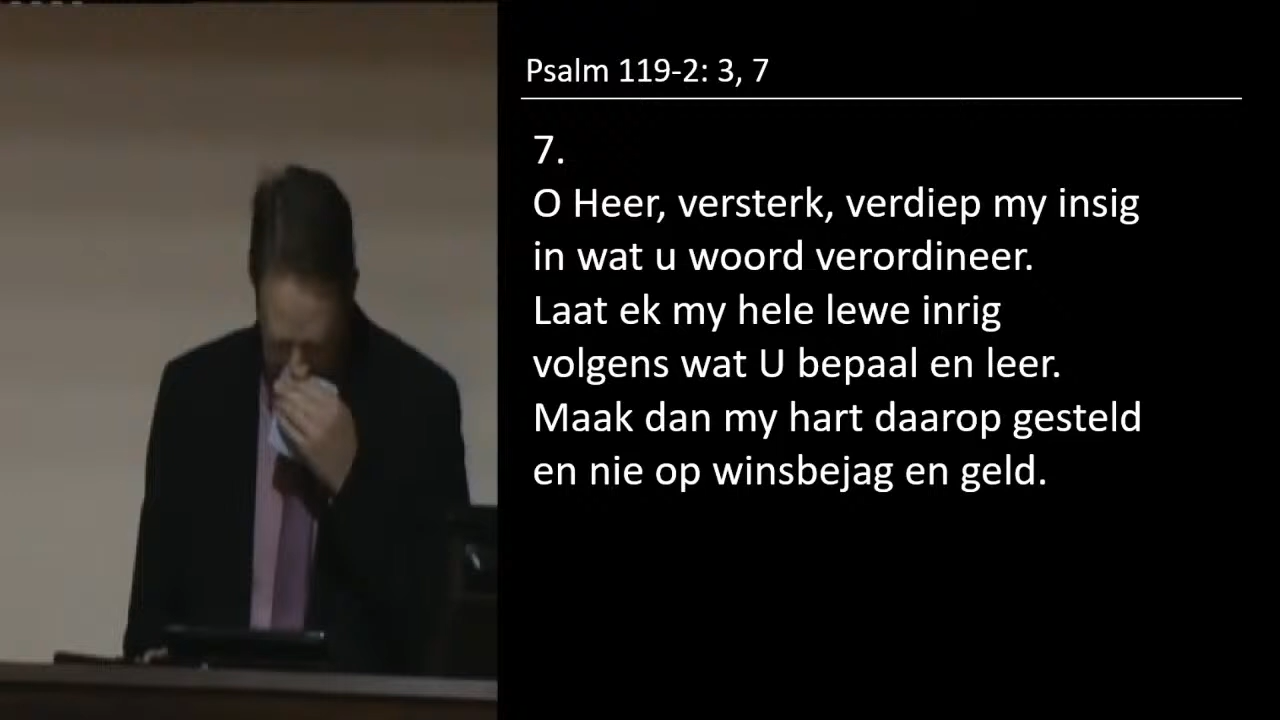 Psalm 119-2: 3, 7
7.
O Heer, versterk, verdiep my insig
in wat u woord verordineer.
Laat ek my hele lewe inrig
volgens wat U bepaal en leer.
Maak dan my hart daarop gesteld
en nie op winsbejag en geld.